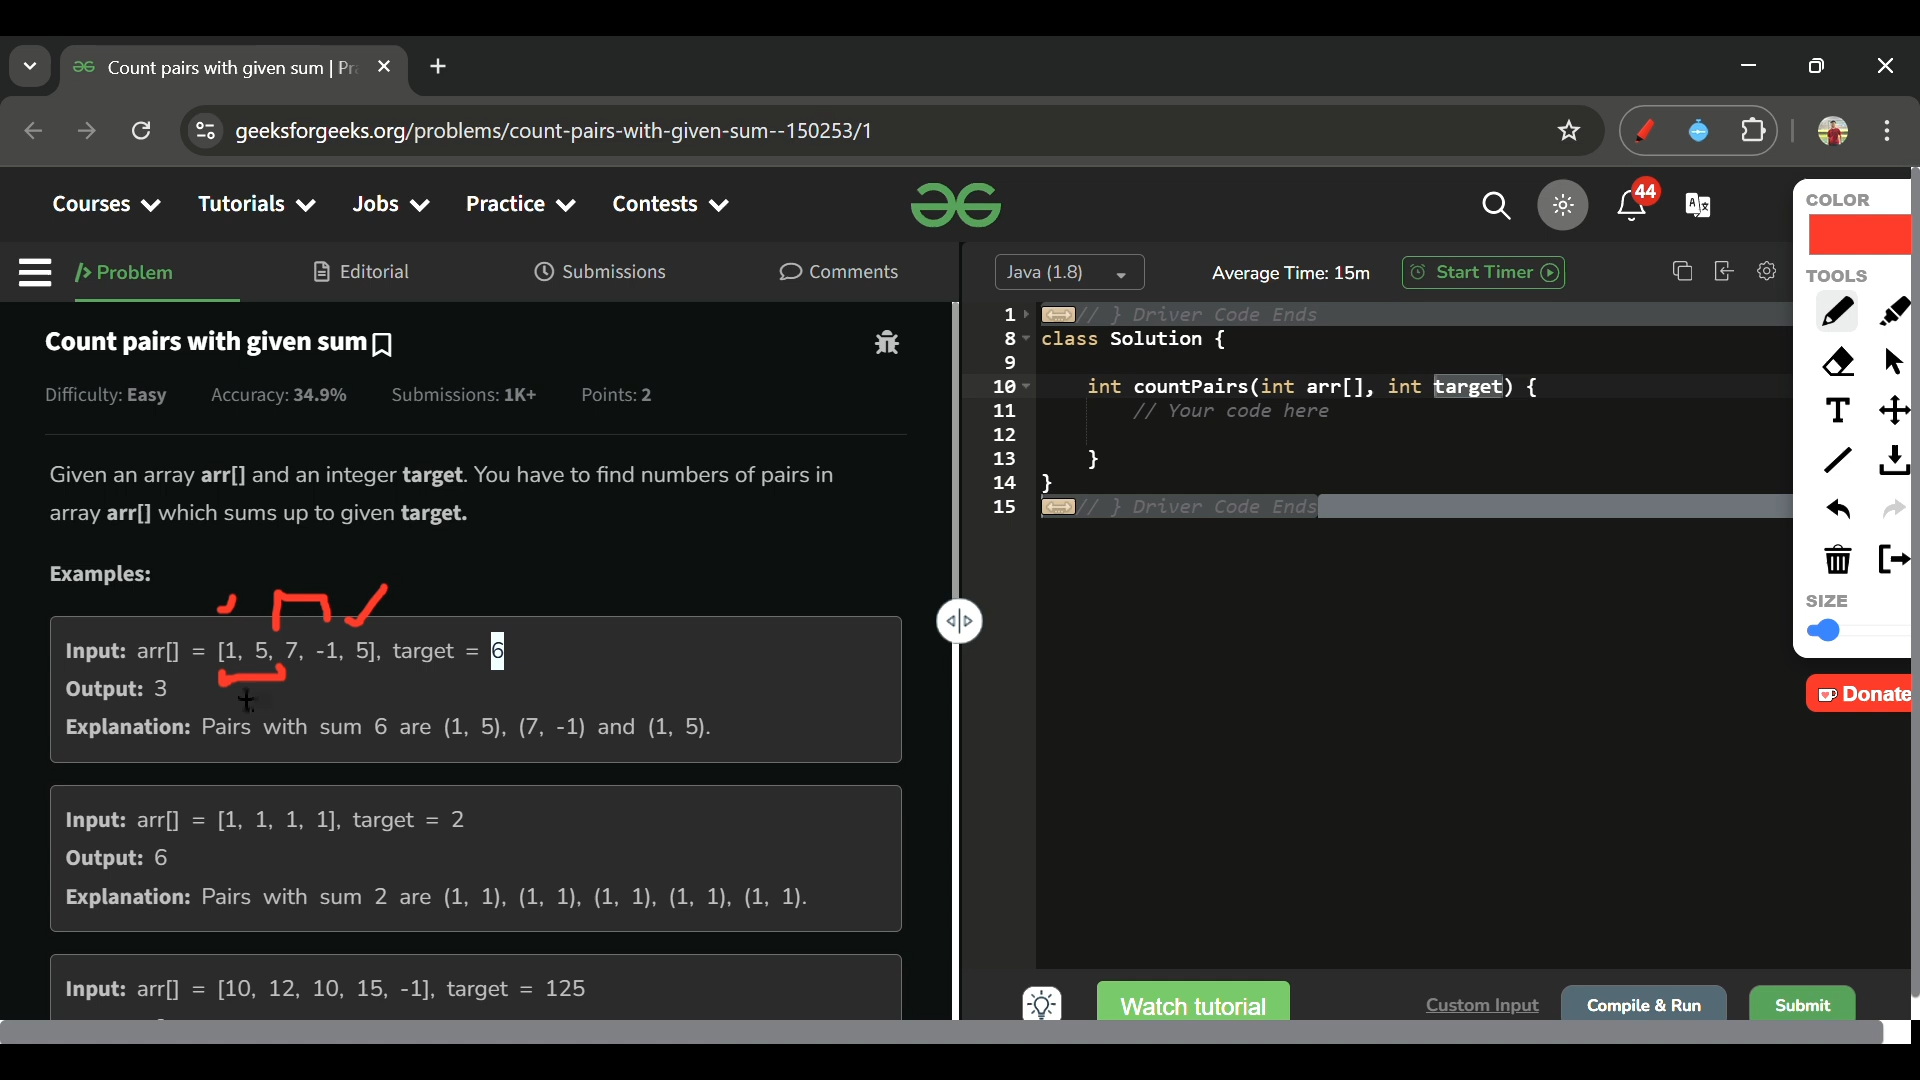 Count pairs with given sum | Pr
geeksforgeeks.org/problems/count-pairs-with-given-sum--150253/1
Courses Tutorials Jobs Practice Contests
44
COLOR
TOOLS
SIZE
Donate
Problem Editorial Submissions Comments
Java (1.8) Average Time: 15m Start Timer
Count pairs with given sum
Difficulty: Easy Accuracy: 34.9% Submissions: 1K+ Points: 2
Given an array arr[] and an integer target. You have to find numbers of pairs in
array arr[] which sums up to given target.
Examples:
Input: arr[] = [1, 5, 7, -1, 5], target = 6
Output: 3
Explanation: Pairs with sum 6 are (1, 5), (7, -1) and (1, 5).
Input: arr[] = [1, 1, 1, 1], target = 2
Output: 6
Explanation: Pairs with sum 2 are (1, 1), (1, 1), (1, 1), (1, 1), (1, 1).
Input: arr[] = [10, 12, 10, 15, -1], target = 125
1 // } Driver Code Ends
8 class Solution {
9
10 int countPairs(int arr[], int target) {
11 // Your code here
12
13 }
14 }
15 // } Driver Code Ends
Watch tutorial Custom Input Compile & Run Submit